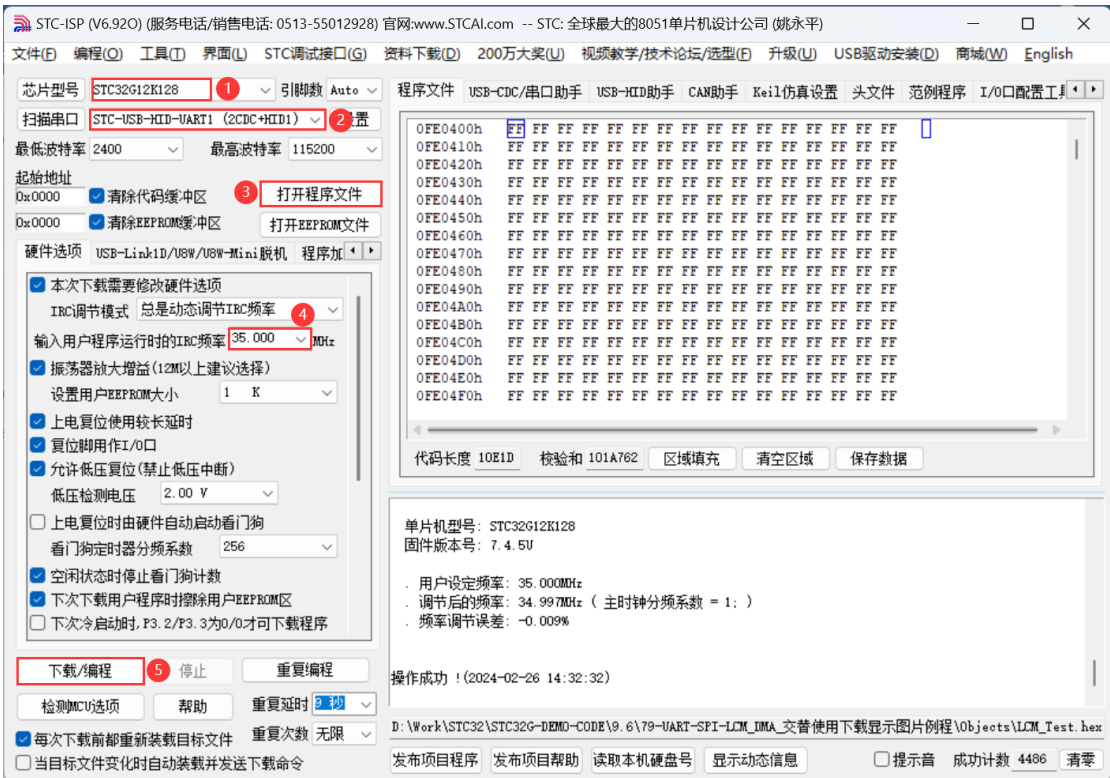 STC-ISP (V6.92O) (服务电话/销售电话: 0513-55012928) 官网:www.STCAI.com -- STC: 全球最大的8051单片机设计公司 (姚永平)
文件(F) 编程(O) 工具(T) 界面(L) STC调试接口(G) 资料下载(D) 200万大奖(U) 视频教学/技术论坛/选型(F) 升级(U) USB驱动安装(D) 商城(W) English
芯片型号 STC32G12K128 1 引脚数 Auto
扫描串口 STC-USB-HID-UART1 (2CDC+HID1) 2 置
最低波特率 2400 最高波特率 115200
起始地址
0x0000 清除代码缓冲区 3 打开程序文件
0x0000 清除EEPROM缓冲区 打开EEPROM文件
硬件选项 USB-Link1D/U8W/U8W-Mini脱机 程序加
本次下载需要修改硬件选项
IRC调节模式 总是动态调节IRC频率 4
输入用户程序运行时的IRC频率 35.000 MHz
振荡器放大增益(12M以上建议选择)
设置用户EEPROM大小 1 K
上电复位使用较长延时
复位脚用作I/O口
允许低压复位(禁止低压中断)
低压检测电压 2.00 V
上电复位时由硬件自动启动看门狗
看门狗定时器分频系数 256
空闲状态时停止看门狗计数
下次下载用户程序时擦除用户EEPROM区
下次冷启动时,P3.2/P3.3为0/0才可下载程序
下载/编程 5 停止 重复编程
检测MCU选项 帮助 重复延时 9 秒
每次下载前都重新装载目标文件 重复次数 无限
当目标文件变化时自动装载并发送下载命令
程序文件 USB-CDC/串口助手 USB-HID助手 CAN助手 Keil仿真设置 头文件 范例程序 I/O口配置工具
0FE0400h FF FF FF FF FF FF FF FF FF FF FF FF FF FF FF FF
0FE0410h FF FF FF FF FF FF FF FF FF FF FF FF FF FF FF FF
0FE0420h FF FF FF FF FF FF FF FF FF FF FF FF FF FF FF FF
0FE0430h FF FF FF FF FF FF FF FF FF FF FF FF FF FF FF FF
0FE0440h FF FF FF FF FF FF FF FF FF FF FF FF FF FF FF FF
0FE0450h FF FF FF FF FF FF FF FF FF FF FF FF FF FF FF FF
0FE0460h FF FF FF FF FF FF FF FF FF FF FF FF FF FF FF FF
0FE0470h FF FF FF FF FF FF FF FF FF FF FF FF FF FF FF FF
0FE0480h FF FF FF FF FF FF FF FF FF FF FF FF FF FF FF FF
0FE0490h FF FF FF FF FF FF FF FF FF FF FF FF FF FF FF FF
0FE04A0h FF FF FF FF FF FF FF FF FF FF FF FF FF FF FF FF
0FE04B0h FF FF FF FF FF FF FF FF FF FF FF FF FF FF FF FF
0FE04C0h FF FF FF FF FF FF FF FF FF FF FF FF FF FF FF FF
0FE04D0h FF FF FF FF FF FF FF FF FF FF FF FF FF FF FF FF
0FE04E0h FF FF FF FF FF FF FF FF FF FF FF FF FF FF FF FF
0FE04F0h FF FF FF FF FF FF FF FF FF FF FF FF FF FF FF FF
代码长度 10E1D 校验和 101A762 区域填充 清空区域 保存数据
单片机型号: STC32G12K128
固件版本号: 7.4.5U
. 用户设定频率: 35.000MHz
. 调节后的频率: 34.997MHz ( 主时钟分频系数 = 1; )
. 频率调节误差: -0.009%
操作成功 !(2024-02-26 14:32:32)
D:\Work\STC32\STC32G-DEMO-CODE\9.6\79-UART-SPI-LCM_DMA_交替使用下载显示图片例程\Objects\LCM_Test.hex
发布项目程序 发布项目帮助 读取本机硬盘号 显示动态信息 提示音 成功计数 4486 清零